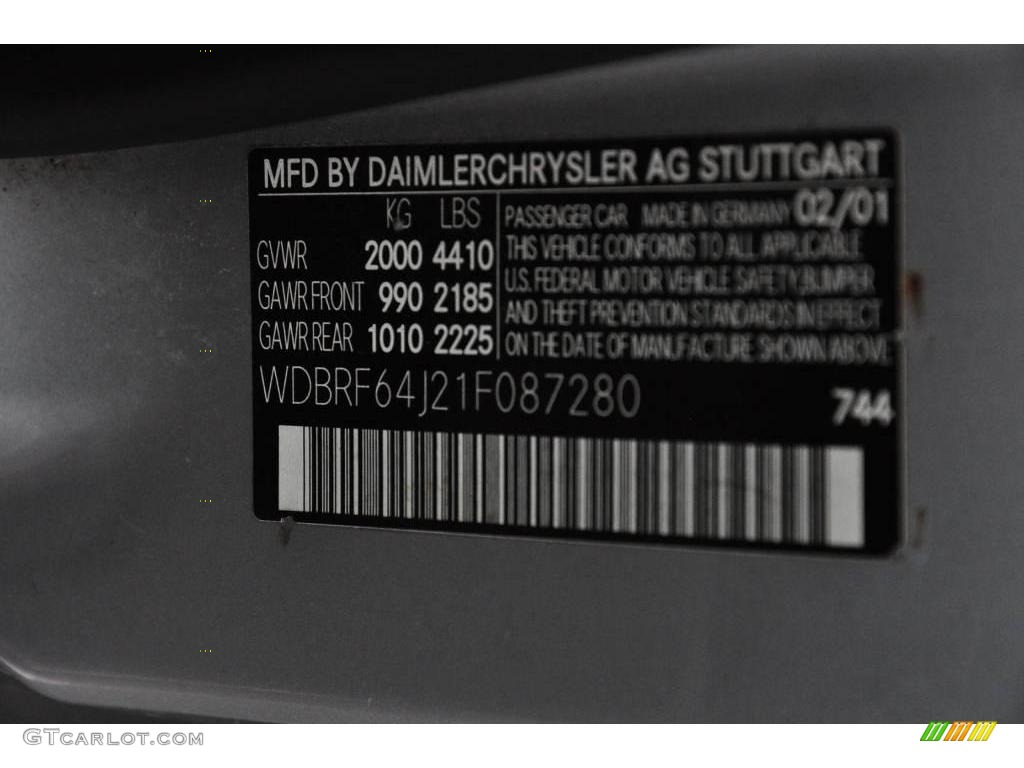 MFD BY DAIMLERCHRYSLER AG STUTTGART
KG LBS
GVWR 2000 4410
GAWR FRONT 990 2185
GAWR REAR 1010 2225
PASSENGER CAR MADE IN GERMANY 02/01
THIS VEHICLE CONFORMS TO ALL APPLICABLE
U.S. FEDERAL MOTOR VEHICLE SAFETY, BUMPER
AND THEFT PREVENTION STANDARDS IN EFFECT
ON THE DATE OF MANUFACTURE SHOWN ABOVE
WDBRF64J21F087280
744
GTCARLOT.COM